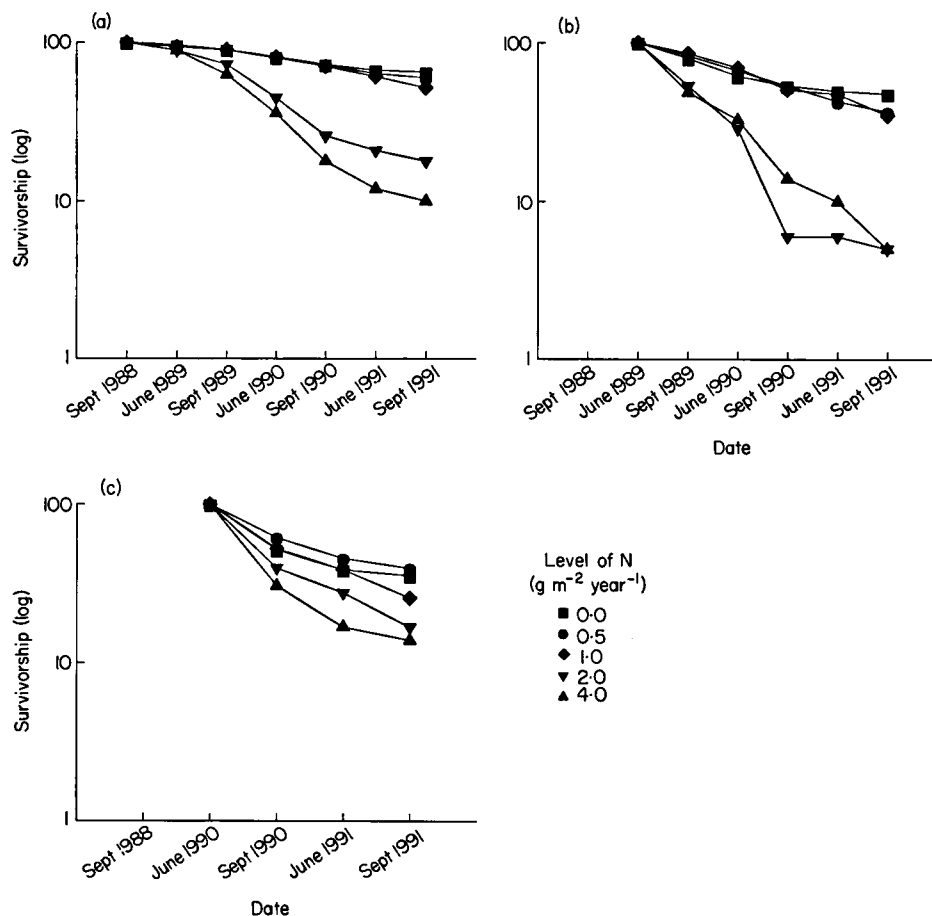 (a)
100
10
1
Survivorship (log)
Sept 1988
June 1989
Sept 1989
June 1990
Sept 1990
June 1991
Sept 1991
(b)
100
10
1
Sept 1988
June 1989
Sept 1989
June 1990
Sept 1990
June 1991
Sept 1991
Date
(c)
100
10
1
Survivorship (log)
Sept 1988
June 1990
Sept 1990
June 1991
Sept 1991
Date
Level of N
(g m⁻² year⁻¹)
0·0
0·5
1·0
2·0
4·0